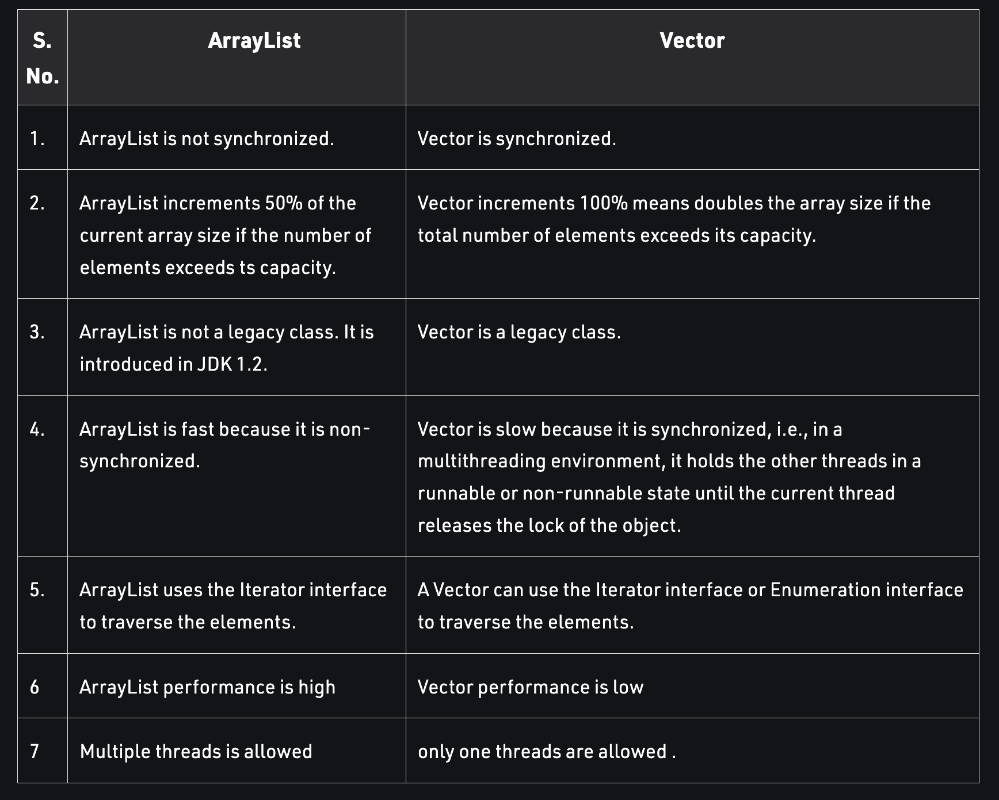 S.
No.
ArrayList
Vector
1.
ArrayList is not synchronized.
Vector is synchronized.
2.
ArrayList increments 50% of the
current array size if the number of
elements exceeds ts capacity.
Vector increments 100% means doubles the array size if the
total number of elements exceeds its capacity.
3.
ArrayList is not a legacy class. It is
introduced in JDK 1.2.
Vector is a legacy class.
4.
ArrayList is fast because it is non-
synchronized.
Vector is slow because it is synchronized, i.e., in a
multithreading environment, it holds the other threads in a
runnable or non-runnable state until the current thread
releases the lock of the object.
5.
ArrayList uses the Iterator interface
to traverse the elements.
A Vector can use the Iterator interface or Enumeration interface
to traverse the elements.
6
ArrayList performance is high
Vector performance is low
7
Multiple threads is allowed
only one threads are allowed .